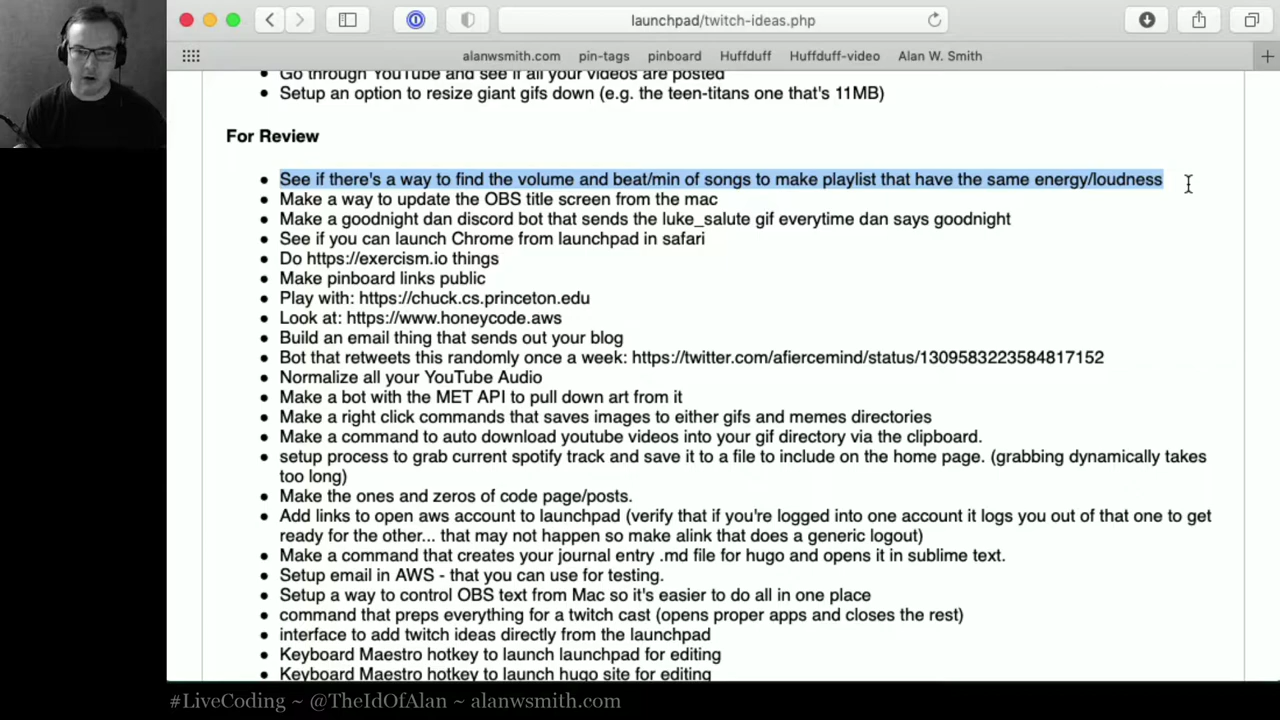 launchpad/twitch-ideas.php
alanwsmith.com pin-tags pinboard Huffduff Huffduff-video Alan W. Smith
Go through YouTube and see if all your videos are posted
Setup an option to resize giant gifs down (e.g. the teen-titans one that's 11MB)
For Review
See if there's a way to find the volume and beat/min of songs to make playlist that have the same energy/loudness
Make a way to update the OBS title screen from the mac
Make a goodnight dan discord bot that sends the luke_salute gif everytime dan says goodnight
See if you can launch Chrome from launchpad in safari
Do https://exercism.io things
Make pinboard links public
Play with: https://chuck.cs.princeton.edu
Look at: https://www.honeycode.aws
Build an email thing that sends out your blog
Bot that retweets this randomly once a week: https://twitter.com/afiercemind/status/1309583223584817152
Normalize all your YouTube Audio
Make a bot with the MET API to pull down art from it
Make a right click commands that saves images to either gifs and memes directories
Make a command to auto download youtube videos into your gif directory via the clipboard.
setup process to grab current spotify track and save it to a file to include on the home page. (grabbing dynamically takes
too long)
Make the ones and zeros of code page/posts.
Add links to open aws account to launchpad (verify that if you're logged into one account it logs you out of that one to get
ready for the other... that may not happen so make alink that does a generic logout)
Make a command that creates your journal entry .md file for hugo and opens it in sublime text.
Setup email in AWS - that you can use for testing.
Setup a way to control OBS text from Mac so it's easier to do all in one place
command that preps everything for a twitch cast (opens proper apps and closes the rest)
interface to add twitch ideas directly from the launchpad
Keyboard Maestro hotkey to launch launchpad for editing
Keyboard Maestro hotkey to launch hugo site for editing
#LiveCoding ~ @TheIdOfAlan ~ alanwsmith.com